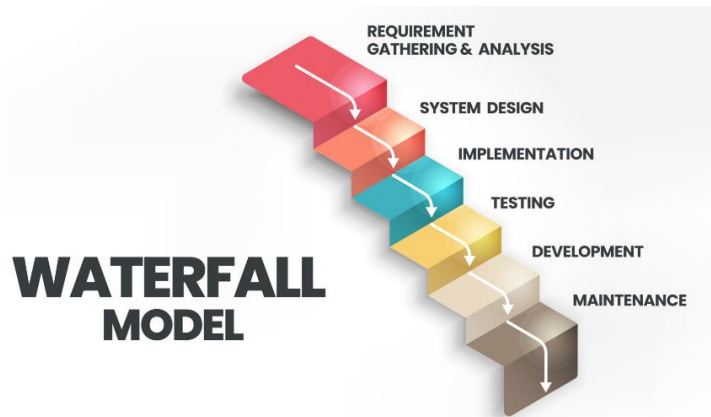 REQUIREMENT
GATHERING & ANALYSIS
SYSTEM DESIGN
IMPLEMENTATION
TESTING
DEVELOPMENT
MAINTENANCE
WATERFALL
MODEL